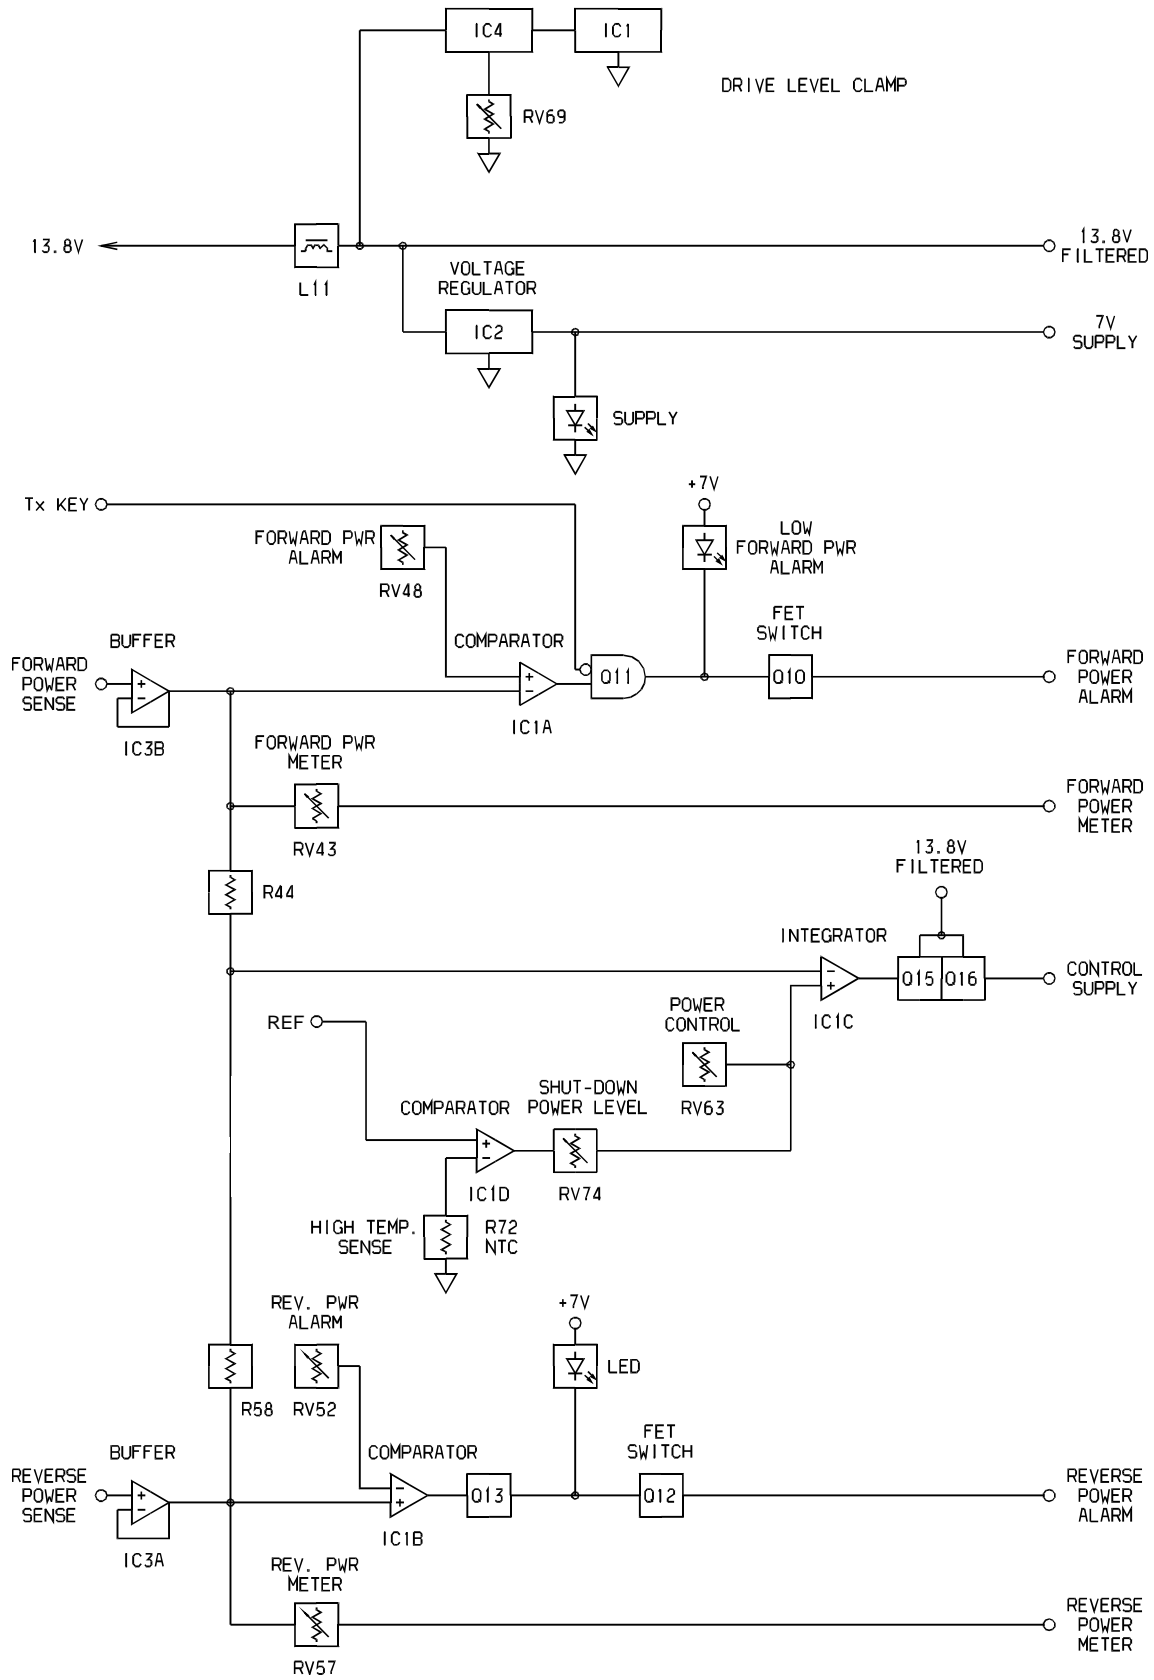 IC4
IC1
DRIVE LEVEL CLAMP
RV69
13.8V
13.8V
FILTERED
L11
VOLTAGE
REGULATOR
IC2
7V
SUPPLY
SUPPLY
+7V
Tx KEY
FORWARD PWR
ALARM
RV48
LOW
FORWARD PWR
ALARM
FET
SWITCH
BUFFER
COMPARATOR
FORWARD
POWER
SENSE
+
-
IC3B
+
-
IC1A
Q11
Q10
FORWARD
POWER
ALARM
FORWARD PWR
METER
RV43
FORWARD
POWER
METER
13.8V
FILTERED
R44
INTEGRATOR
-
+
IC1C
Q15
Q16
CONTROL
SUPPLY
REF
POWER
CONTROL
RV63
COMPARATOR
SHUT-DOWN
POWER LEVEL
+
-
IC1D
RV74
HIGH TEMP.
SENSE
R72
NTC
REV. PWR
ALARM
RV52
+7V
LED
R58
BUFFER
COMPARATOR
FET
SWITCH
REVERSE
POWER
SENSE
+
-
IC3A
-
+
IC1B
Q13
Q12
REVERSE
POWER
ALARM
REV. PWR
METER
RV57
REVERSE
POWER
METER